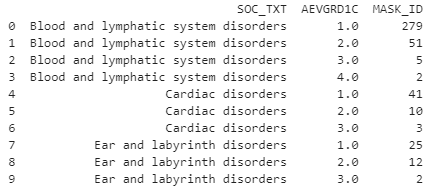 SOC_TXT AEVGRD1C MASK_ID
0 Blood and lymphatic system disorders 1.0 279
1 Blood and lymphatic system disorders 2.0 51
2 Blood and lymphatic system disorders 3.0 5
3 Blood and lymphatic system disorders 4.0 2
4 Cardiac disorders 1.0 41
5 Cardiac disorders 2.0 10
6 Cardiac disorders 3.0 3
7 Ear and labyrinth disorders 1.0 25
8 Ear and labyrinth disorders 2.0 12
9 Ear and labyrinth disorders 3.0 2